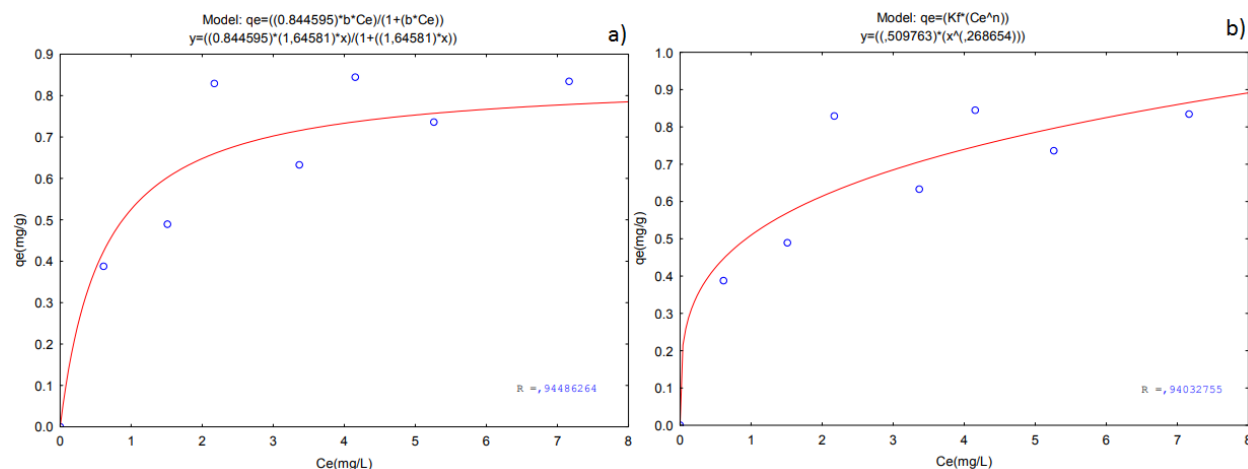 Model: qe=((0.844595)*b*Ce)/(1+(b*Ce))
y=((0.844595)*(1,64581)*x)/(1+((1,64581)*x))
a)
0.9
0.8
0.7
0.6
0.5
0.4
0.3
0.2
0.1
0.0
qe(mg/g)
R =,94486264
0 1 2 3 4 5 6 7 8
Ce(mg/L)
Model: qe=(Kf*(Ce^n))
y=((,509763)*(x^(,268654)))
b)
1.0
0.9
0.8
0.7
0.6
0.5
0.4
0.3
0.2
0.1
0.0
qe(mg/g)
R =,94032755
0 1 2 3 4 5 6 7 8
Ce(mg/L)